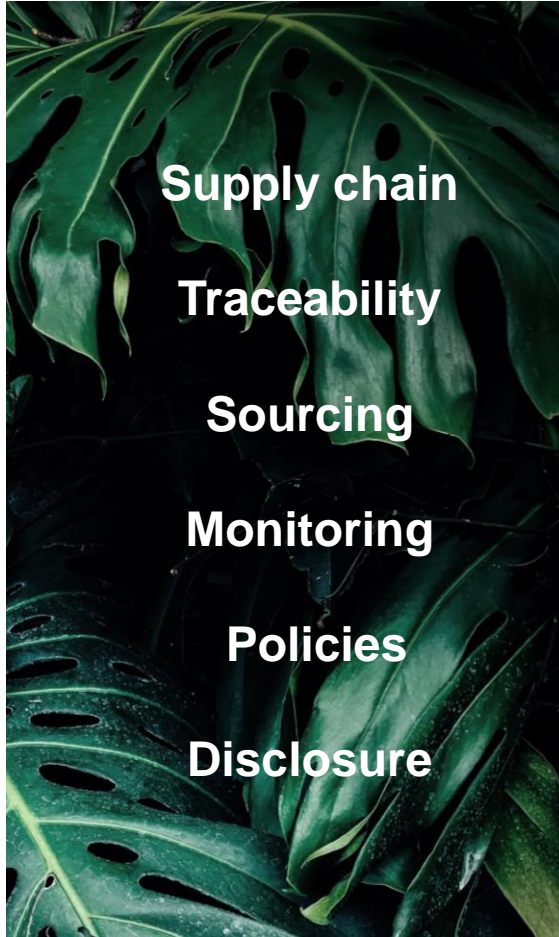 Supply chain
Traceability
Sourcing
Monitoring
Policies
Disclosure